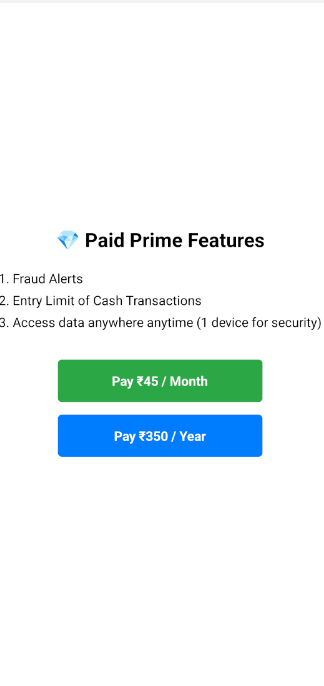 💎 Paid Prime Features
1. Fraud Alerts
2. Entry Limit of Cash Transactions
3. Access data anywhere anytime (1 device for security)
Pay ₹45 / Month
Pay ₹350 / Year